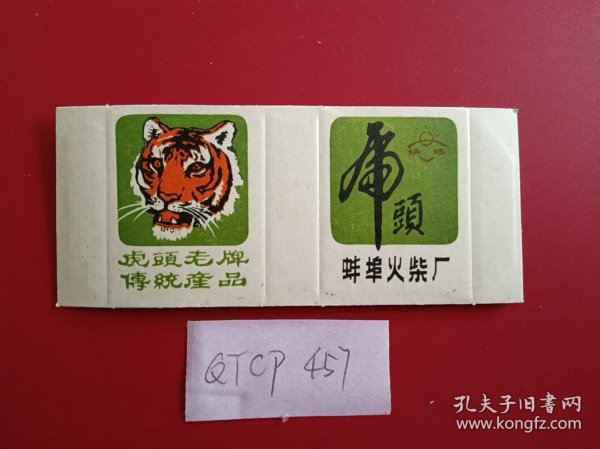 虎頭老牌
傳統産品
虎
頭
蚌埠火柴厂
QTCP 457
孔夫子旧书网
www.kongfz.com